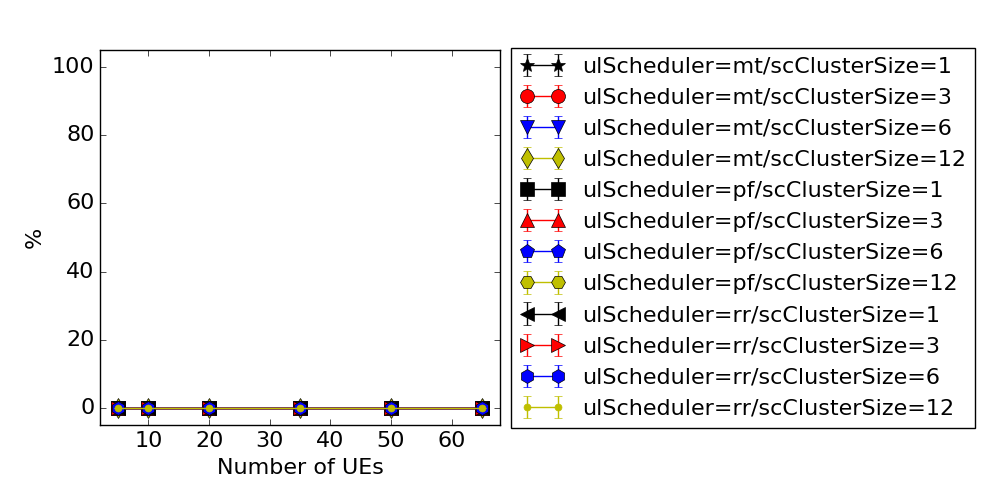 100
80
60
40
20
0
%
10 20 30 40 50 60
Number of UEs
ulScheduler=mt/scClusterSize=1
ulScheduler=mt/scClusterSize=3
ulScheduler=mt/scClusterSize=6
ulScheduler=mt/scClusterSize=12
ulScheduler=pf/scClusterSize=1
ulScheduler=pf/scClusterSize=3
ulScheduler=pf/scClusterSize=6
ulScheduler=pf/scClusterSize=12
ulScheduler=rr/scClusterSize=1
ulScheduler=rr/scClusterSize=3
ulScheduler=rr/scClusterSize=6
ulScheduler=rr/scClusterSize=12